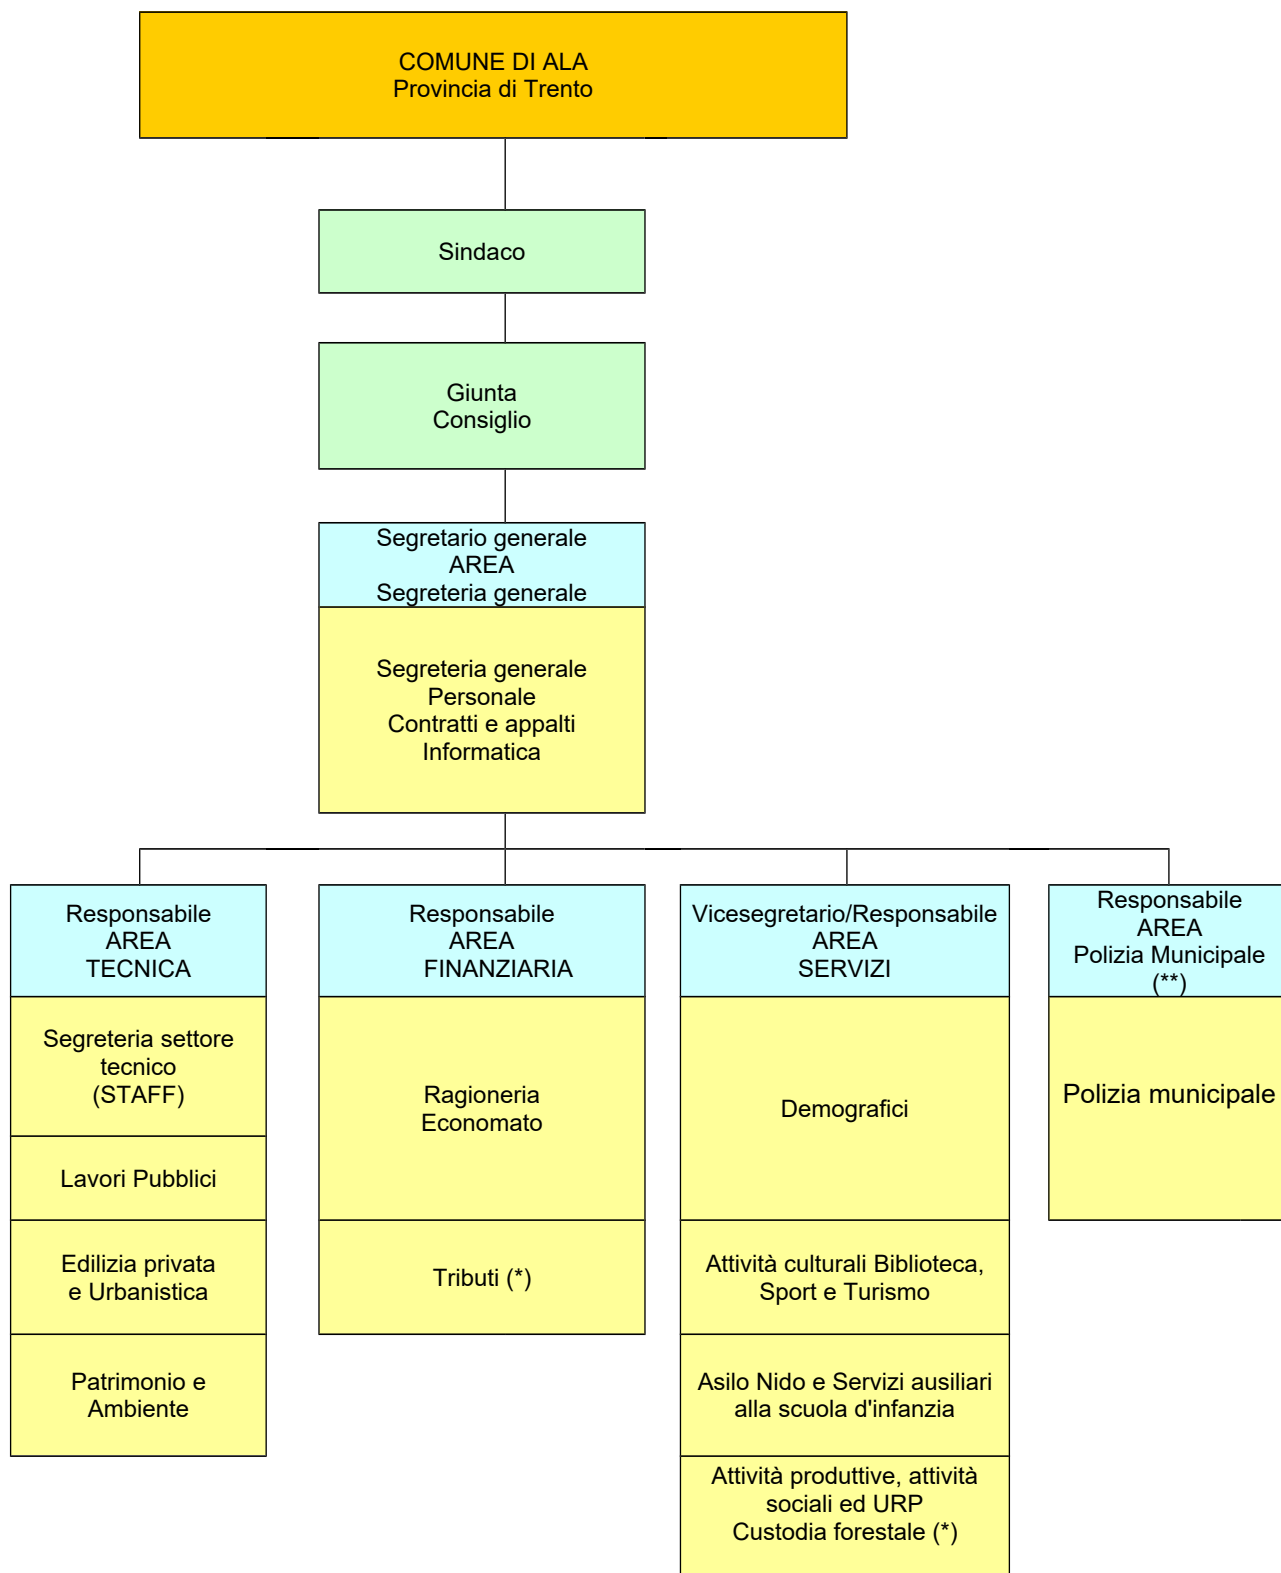 COMUNE DI ALA
Provincia di Trento
Sindaco
Giunta
Consiglio
Segretario generale
AREA
Segreteria generale
Segreteria generale
Personale
Contratti e appalti
Informatica
Responsabile
AREA
TECNICA
Segreteria settore
tecnico
(STAFF)
Lavori Pubblici
Edilizia privata
e Urbanistica
Patrimonio e
Ambiente
Responsabile
AREA
FINANZIARIA
Ragioneria
Economato
Tributi (*)
Vicesegretario/Responsabile
AREA
SERVIZI
Demografici
Attività culturali Biblioteca,
Sport e Turismo
Asilo Nido e Servizi ausiliari
alla scuola d'infanzia
Attività produttive, attività
sociali ed URP
Custodia forestale (*)
Responsabile
AREA
Polizia Municipale
(**)
Polizia municipale